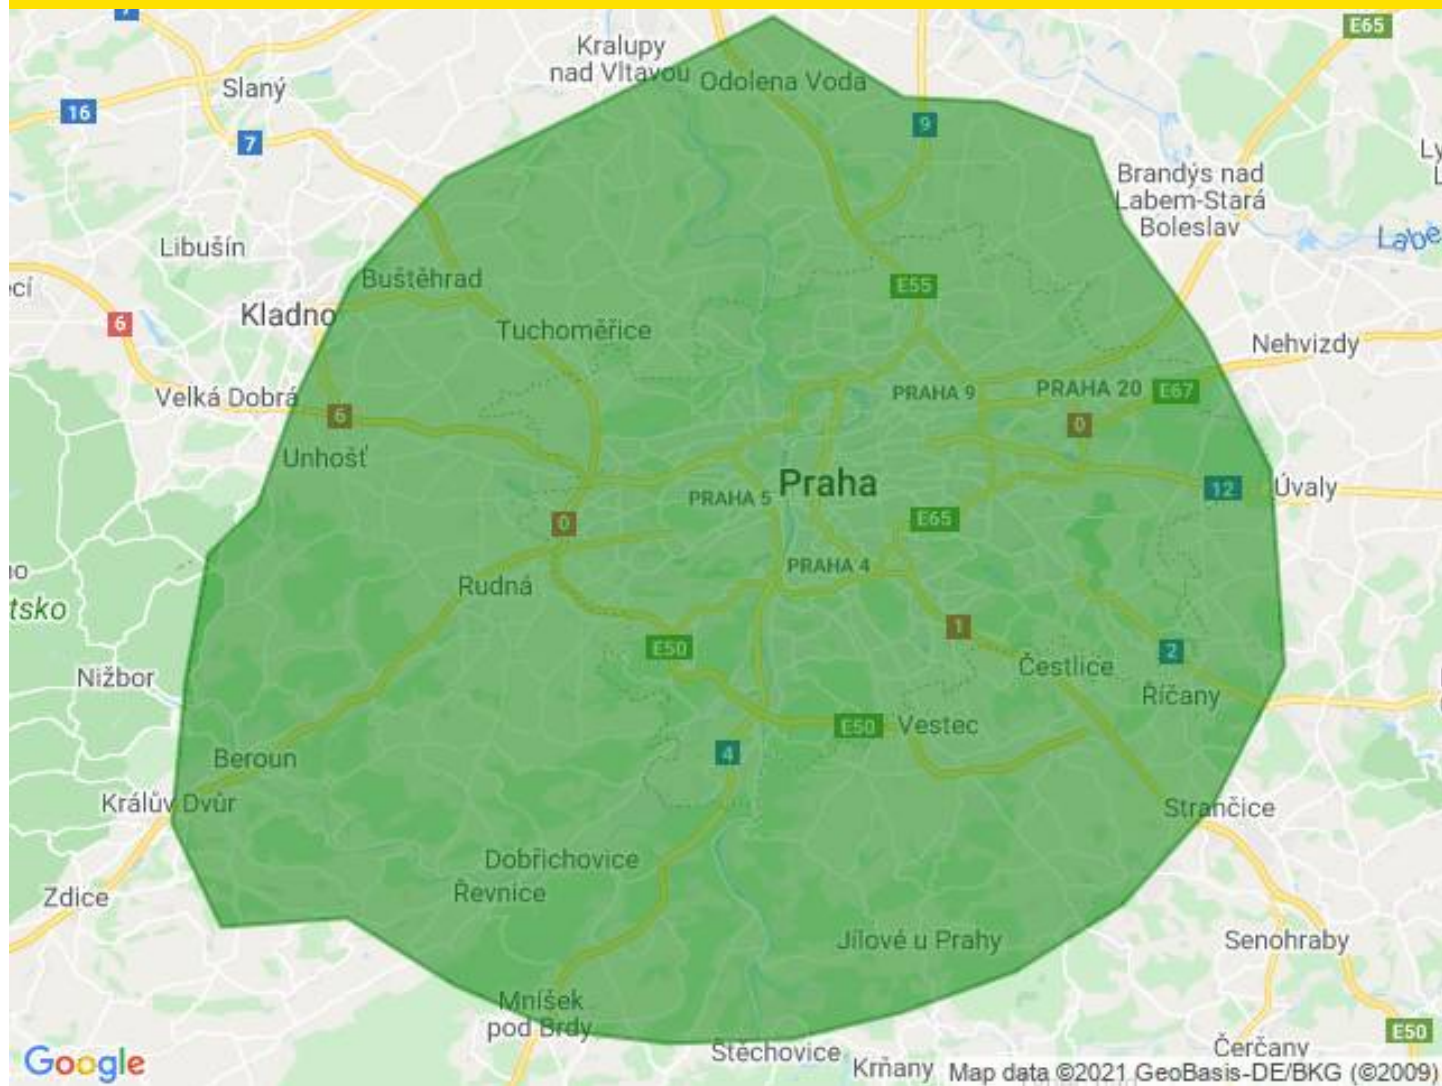 7
E65
Kralupy
nad Vltavou
Odolena Voda
Slaný
16
9
7
Brandýs nad
Labem-Stará
Boleslav
Libušín
Labe
Buštěhrad
E55
Kladno
6
Tuchoměřice
Nehvizdy
Velká Dobrá
PRAHA 9
PRAHA 20
E67
6
0
Unhošť
PRAHA 5
Praha
12
Úvaly
0
E65
PRAHA 4
Rudná
tsko
1
E50
2
Čestlice
Nižbor
Říčany
E50
Vestec
4
Beroun
Králův Dvůr
Strančice
Dobřichovice
Řevnice
Zdice
Jílové u Prahy
Senohraby
Mníšek
pod Brdy
E50
Štěchovice
Čerčany
Google
Krňany
Map data ©2021 GeoBasis-DE/BKG (©2009)